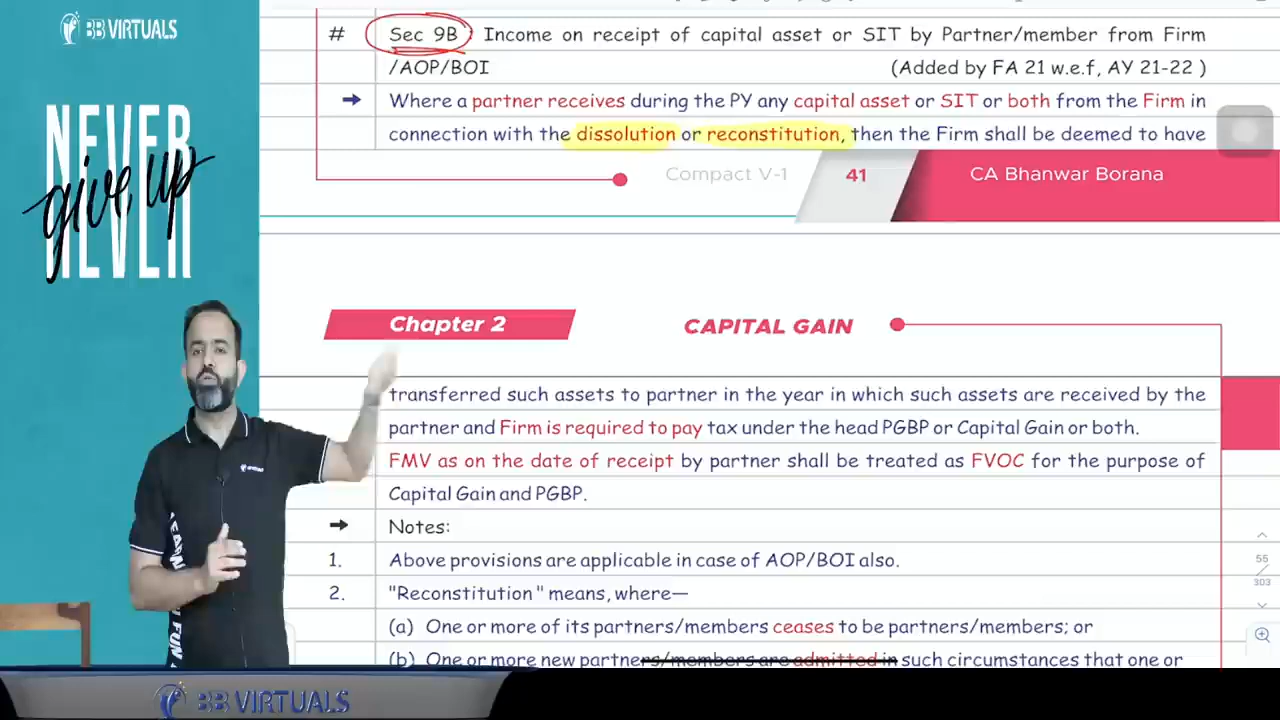 BB VIRTUALS
NEVER
give up
NEVER
# Sec 9B Income on receipt of capital asset or SIT by Partner/member from Firm
/AOP/BOI (Added by FA 21 w.e.f, AY 21-22 )
Where a partner receives during the PY any capital asset or SIT or both from the Firm in
connection with the dissolution or reconstitution, then the Firm shall be deemed to have
Compact V-1 41 CA Bhanwar Borana
Chapter 2 CAPITAL GAIN
transferred such assets to partner in the year in which such assets are received by the
partner and Firm is required to pay tax under the head PGBP or Capital Gain or both.
FMV as on the date of receipt by partner shall be treated as FVOC for the purpose of
Capital Gain and PGBP.
Notes:
1. Above provisions are applicable in case of AOP/BOI also.
2. "Reconstitution " means, where—
(a) One or more of its partners/members ceases to be partners/members; or
(b) One or more new partners/members are admitted in such circumstances that one or
55
303
BB VIRTUALS